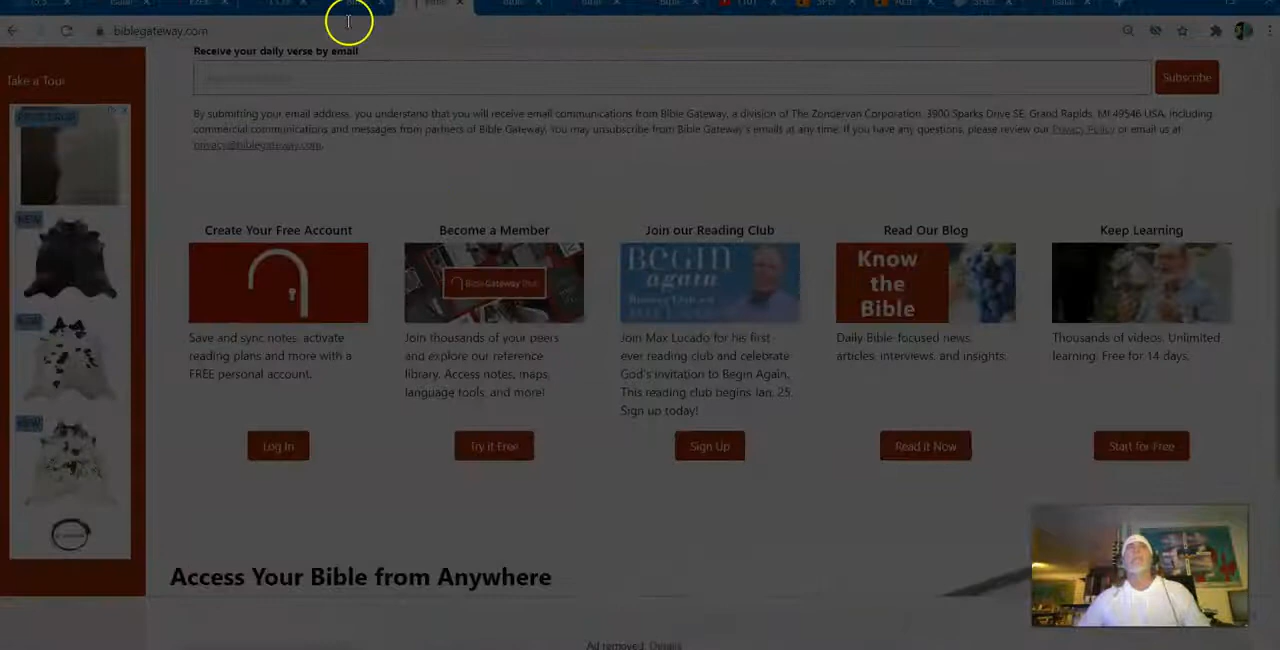 biblegateway.com
Receive your daily verse by email
Subscribe
Take a Tour
By submitting your email address, you understand that you will receive email communications from Bible Gateway, a division of The Zondervan Corporation, 3900 Sparks Drive SE, Grand Rapids, MI 49546 USA, including
commercial communications and messages from partners of Bible Gateway. You may unsubscribe from Bible Gateway's emails at any time. If you have any questions, please review our Privacy Policy or email us at
privacy@biblegateway.com.
NEW
NEW
NEW
Create Your Free Account
Become a Member
Join our Reading Club
Read Our Blog
Keep Learning
BibleGateway Plus
BEGIN
again
Know
the
Bible
Save and sync notes, activate
reading plans and more with a
FREE personal account.
Join thousands of your peers
and explore our reference
library. Access notes, maps,
language tools, and more!
Join Max Lucado for his first-
ever reading club and celebrate
God's invitation to Begin Again.
This reading club begins Jan. 25.
Sign up today!
Daily Bible-focused news,
articles, interviews, and insights.
Thousands of videos. Unlimited
learning. Free for 14 days.
Log In
Try it Free
Sign Up
Read It Now
Start for Free
Access Your Bible from Anywhere
Details